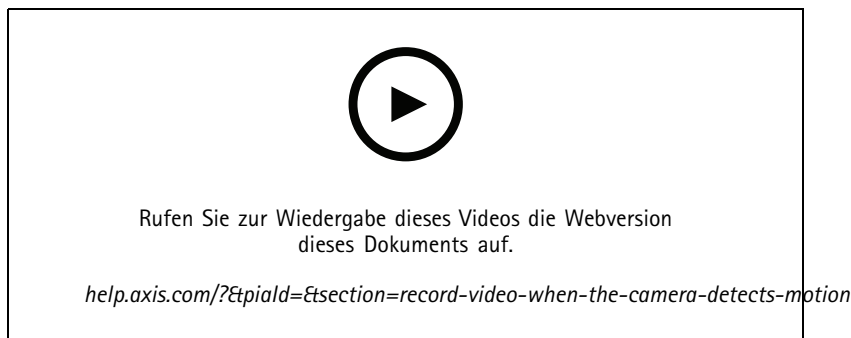 Rufen Sie zur Wiedergabe dieses Videos die Webversion
dieses Dokuments auf.
help.axis.com/?&piaId=&section=record-video-when-the-camera-detects-motion